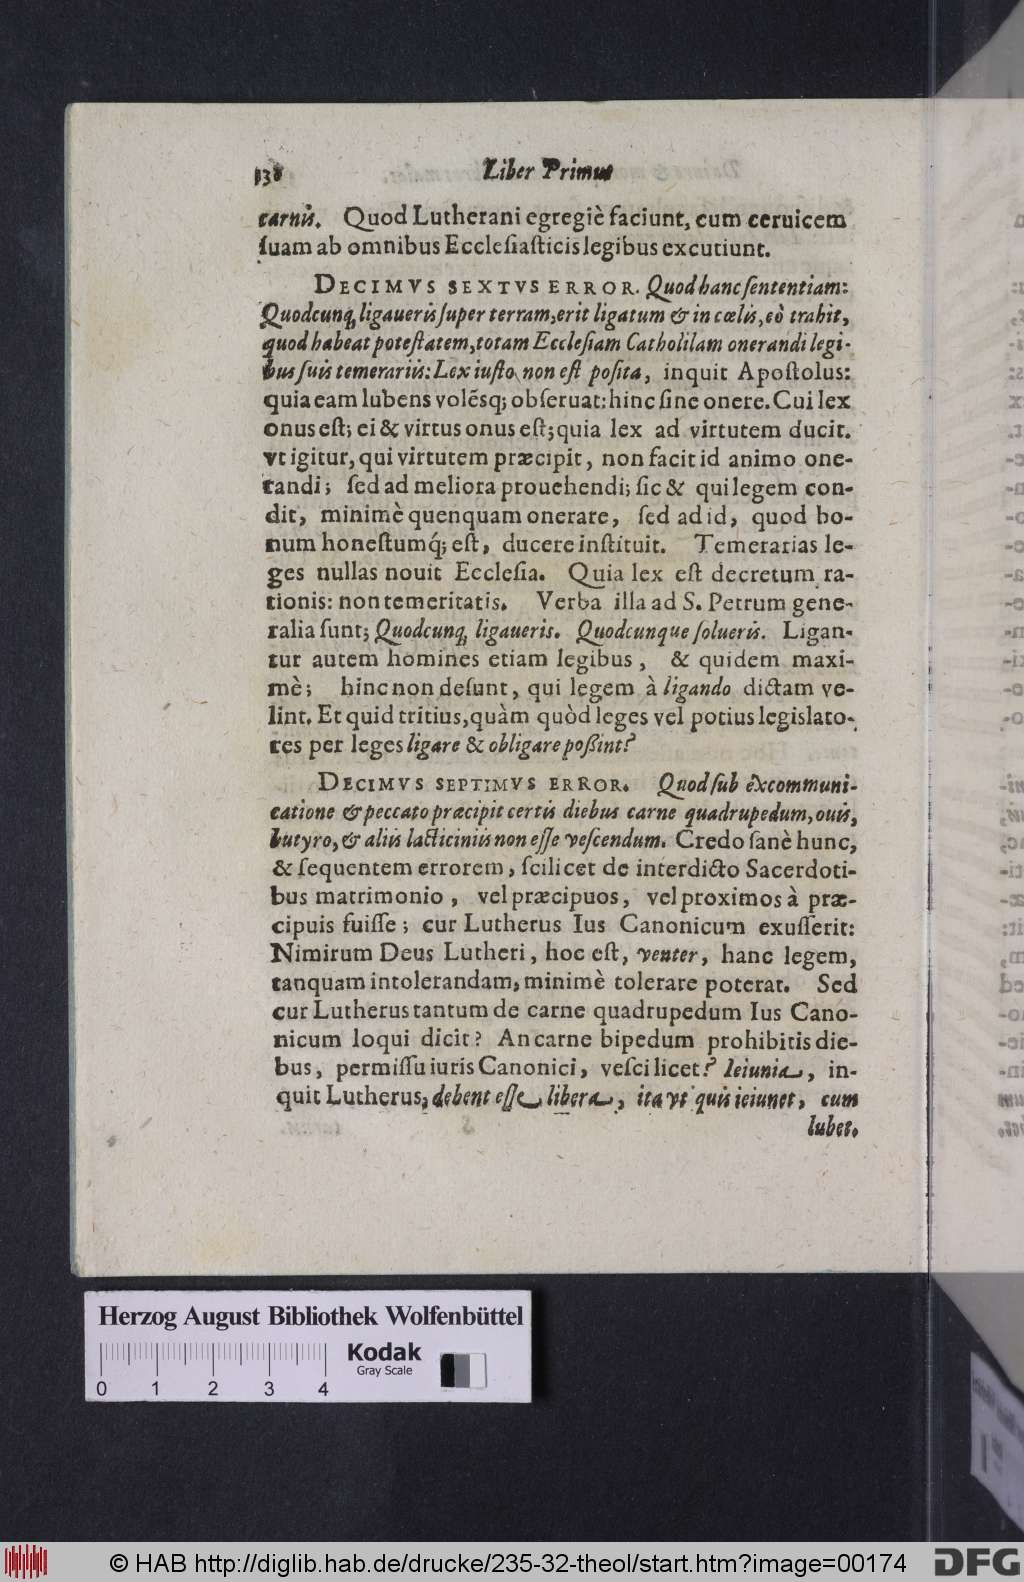 138 Liber Primus
carnis. Quod Lutherani egregiè faciunt, cum ceruicem
ſuam ab omnibus Eccleſiaſticis legibus excutiunt.
DECIMVS SEXTVS ERROR. Quod hanc ſententiam:
Quodcunq́ ligaueris ſuper terram, erit ligatum & in cœlis, eò trahit,
quod habeat poteſtatem, totam Eccleſiam Catholilam onerandi legi-
bus ſuis temerariis: Lex iuſto non eſt poſita, inquit Apoſtolus:
quia eam lubens volẽsq; obſeruat: hinc ſine onere. Cui lex
onus eſt; ei & virtus onus eſt; quia lex ad virtutem ducit.
vt igitur, qui virtutem præcipit, non facit id animo one-
randi; ſed ad meliora prouehendi; ſic & qui legem con-
dit, minimè quenquam onerare, ſed ad id, quod bo-
num honeſtumq́; eſt, ducere inſtituit. Temerarias le-
ges nullas nouit Eccleſia. Quia lex eſt decretum ra-
tionis: non temeritatis. Verba illa ad S. Petrum gene-
ralia ſunt; Quodcunq́ ligaueris. Quodcunque ſolueris. Ligan-
tur autem homines etiam legibus, & quidem maxi-
mè; hinc non deſunt, qui legem à ligando dictam ve-
lint. Et quid tritius, quàm quòd leges vel potius legislato-
res per leges ligare & obligare poßint?
DECIMVS SEPTIMVS ERROR. Quod ſub excommuni-
catione & peccato præcipit certis diebus carne quadrupedum, ouis,
butyro, & aliis lacticiniis non eſſe veſcendum. Credo ſanè hunc,
& ſequentem errorem, ſcilicet de interdicto Sacerdoti-
bus matrimonio, vel præcipuos, vel proximos à præ-
cipuis fuiſſe; cur Lutherus Ius Canonicum exuſſerit:
Nimirum Deus Lutheri, hoc eſt, venter, hanc legem,
tanquam intolerandam, minimè tolerare poterat. Sed
cur Lutherus tantum de carne quadrupedum Ius Cano-
nicum loqui dicit? An carne bipedum prohibitis die-
bus, permiſſu iuris Canonici, veſci licet? Ieiunia, in-
quit Lutherus, debent eſſe libera, ita vt quis ieiunet, cum
lubet.
Herzog August Bibliothek Wolfenbüttel
Kodak
Gray Scale
0 1 2 3 4
© HAB http://diglib.hab.de/drucke/235-32-theol/start.htm?image=00174
DFG